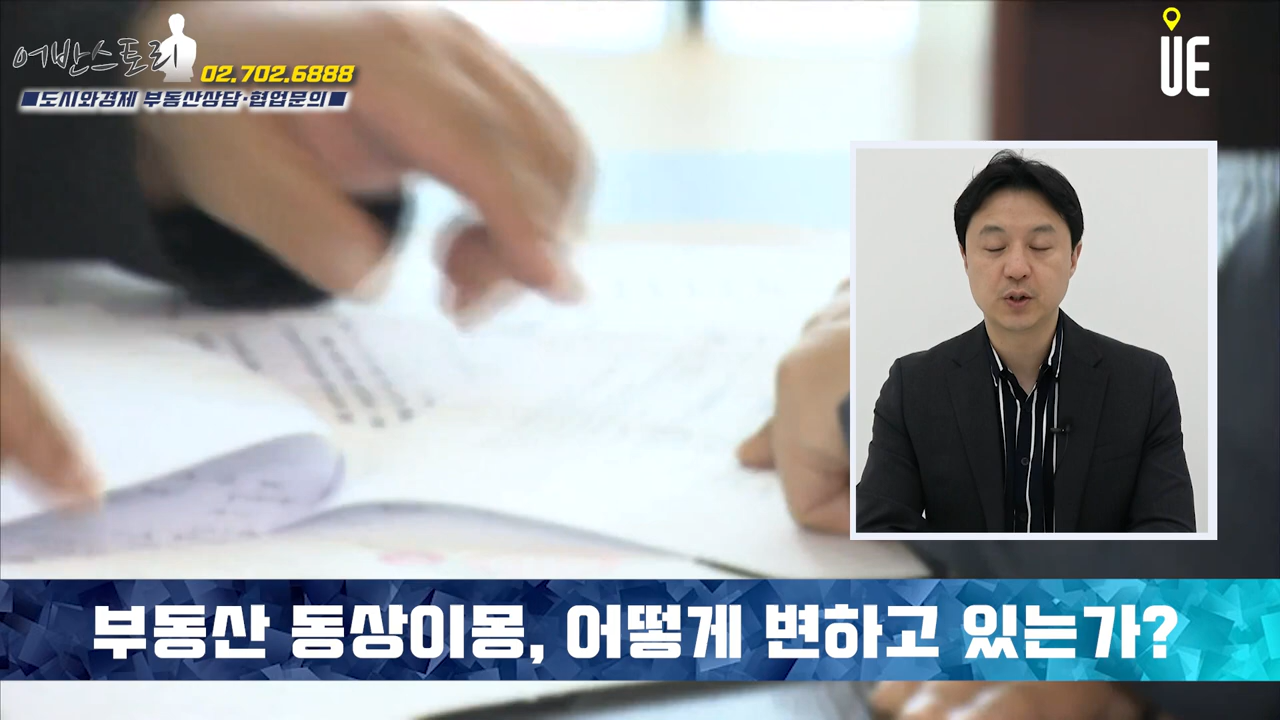 어반스토리
02.702.6888
■도시와경제 부동산상담·협업문의■
UE
부동산 동상이몽, 어떻게 변하고 있는가?